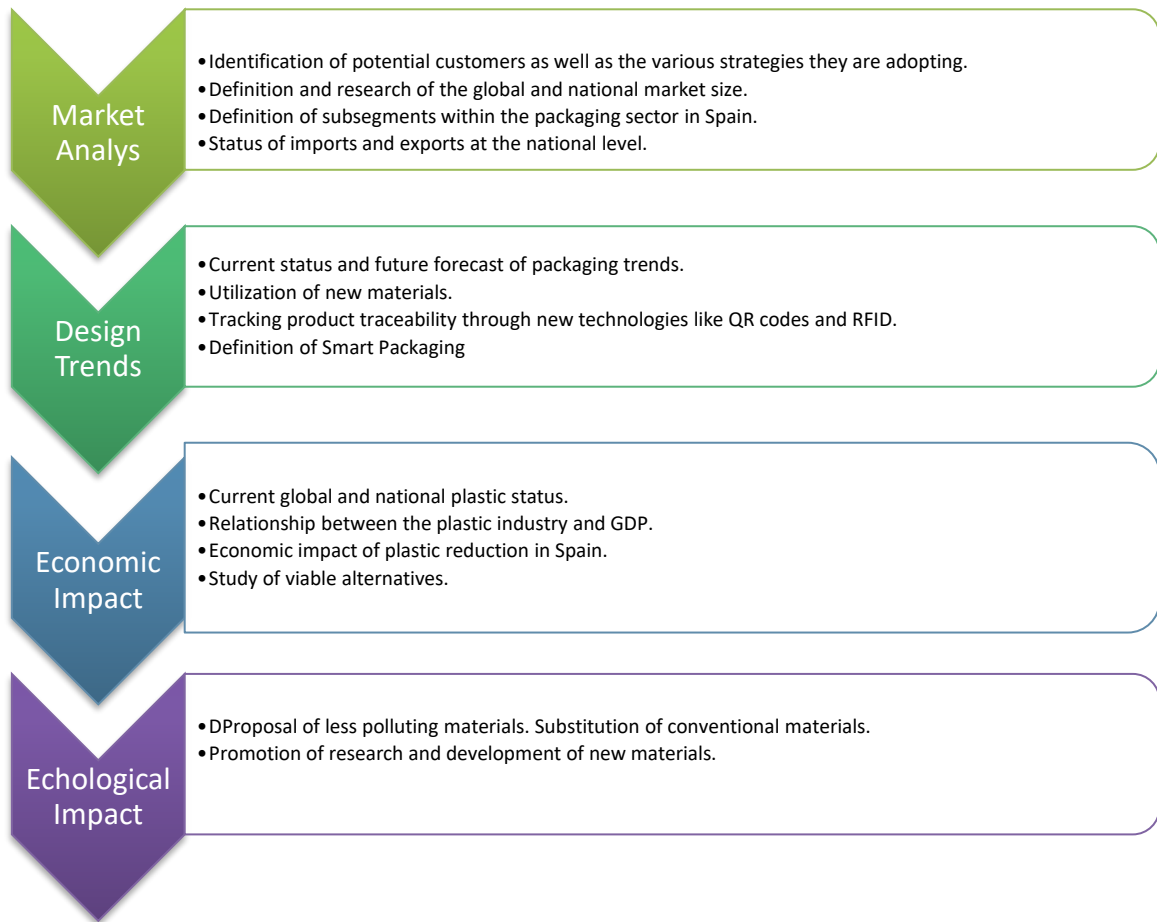 Market
Analys
•Identification of potential customers as well as the various strategies they are adopting.
•Definition and research of the global and national market size.
•Definition of subsegments within the packaging sector in Spain.
•Status of imports and exports at the national level.
Design
Trends
•Current status and future forecast of packaging trends.
•Utilization of new materials.
•Tracking product traceability through new technologies like QR codes and RFID.
•Definition of Smart Packaging
Economic
Impact
•Current global and national plastic status.
•Relationship between the plastic industry and GDP.
•Economic impact of plastic reduction in Spain.
•Study of viable alternatives.
Echological
Impact
•DProposal of less polluting materials. Substitution of conventional materials.
•Promotion of research and development of new materials.